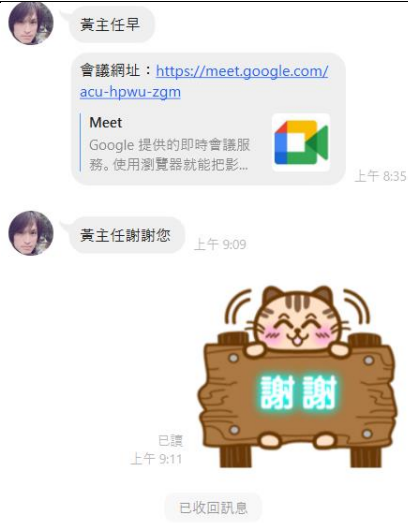 黃主任早
會議網址：https://meet.google.com/
acu-hpwu-zgm
Meet
Google 提供的即時會議服
務。使用瀏覽器就能把影...
上午 8:35
黃主任謝謝您
上午 9:09
謝謝
已讀
上午 9:11
已收回訊息